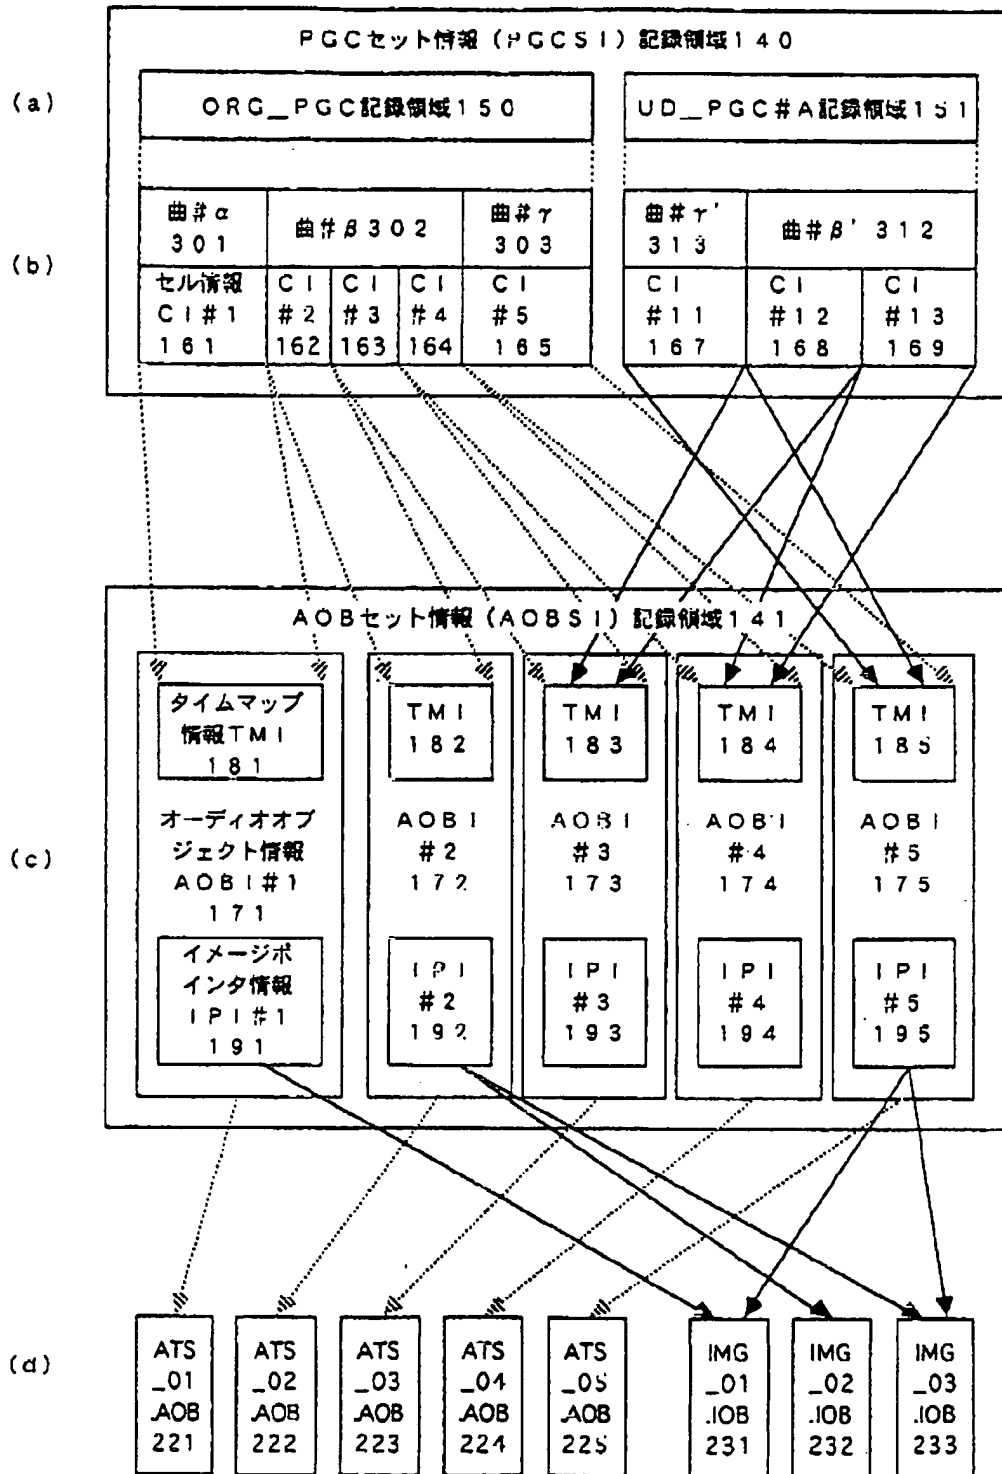 PGCセット情報(PGCSI)記録領域140
(a)
ORG_PGC記録領域150
UD_PGC#A記録領域151
(b)
曲#α
301
曲#β302
曲#γ
303
曲#γ'
313
曲#β'312
セル情報
CI#1
161
CI
#2
162
CI
#3
163
CI
#4
164
CI
#5
165
CI
#11
167
CI
#12
168
CI
#13
169
AOBセット情報(AOBSI)記録領域141
(c)
タイムマップ
情報TMI
181
TMI
182
TMI
183
TMI
184
TMI
185
オーディオオブ
ジェクト情報
AOBI#1
171
AOBI
#2
172
AOBI
#3
173
AOBI
#4
174
AOBI
#5
175
イメージポ
インタ情報
IPI#1
191
IPI
#2
192
IPI
#3
193
IPI
#4
194
IPI
#5
195
(d)
ATS
_01
.AOB
221
ATS
_02
.AOB
222
ATS
_03
.AOB
223
ATS
_04
.AOB
224
ATS
_05
.AOB
225
IMG
_01
.IOB
231
IMG
_02
.IOB
232
IMG
_03
.IOB
233